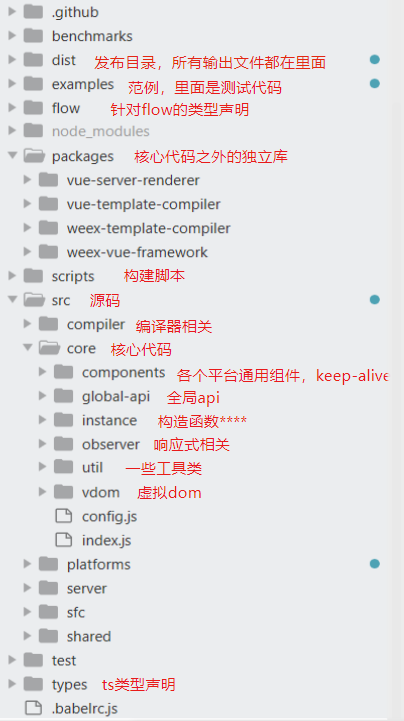 .github
benchmarks
dist 发布目录，所有输出文件都在里面
examples 范例，里面是测试代码
flow 针对flow的类型声明
node_modules
packages 核心代码之外的独立库
vue-server-renderer
vue-template-compiler
weex-template-compiler
weex-vue-framework
scripts 构建脚本
src 源码
compiler 编译器相关
core 核心代码
components 各个平台通用组件，keep-alive
global-api 全局api
instance 构造函数****
observer 响应式相关
util 一些工具类
vdom 虚拟dom
config.js
index.js
platforms
server
sfc
shared
test
types ts类型声明
.babelrc.js